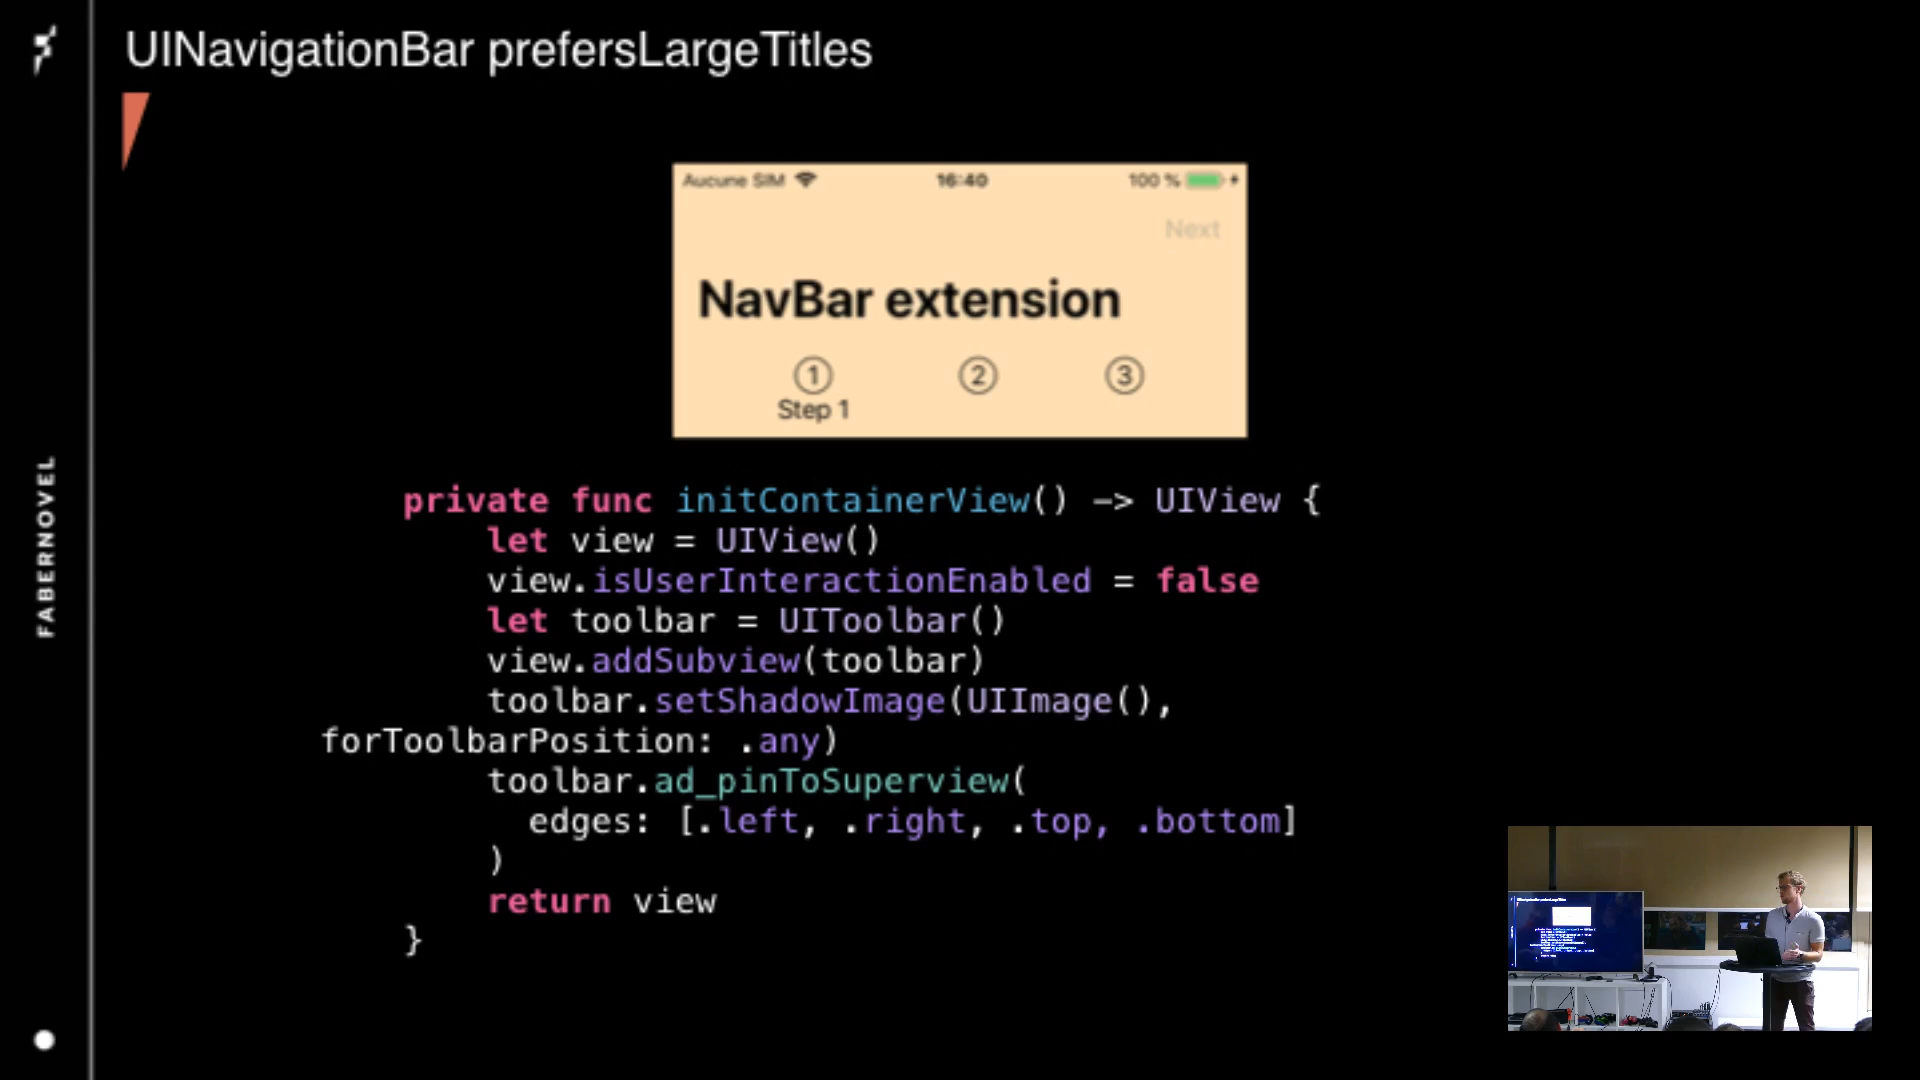 UINavigationBar prefersLargeTitles
Aucune SIM 16:40 100 %
Next
NavBar extension
1 2 3
Step 1
private func initContainerView() -> UIView {
let view = UIView()
view.isUserInteractionEnabled = false
let toolbar = UIToolbar()
view.addSubview(toolbar)
toolbar.setShadowImage(UIImage(),
forToolbarPosition: .any)
toolbar.ad_pinToSuperview(
edges: [.left, .right, .top, .bottom]
)
return view
}
FABERNOVEL